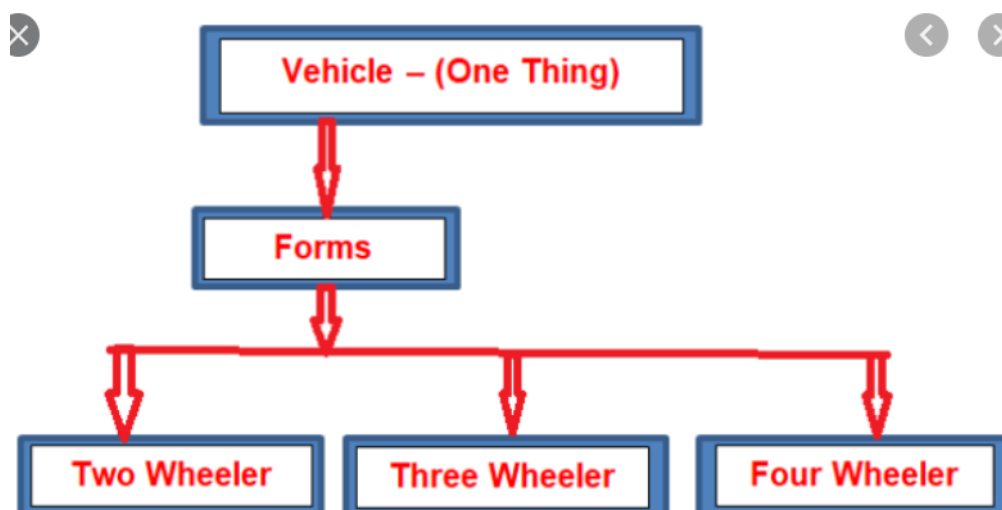 Vehicle – (One Thing)
Forms
Two Wheeler
Three Wheeler
Four Wheeler